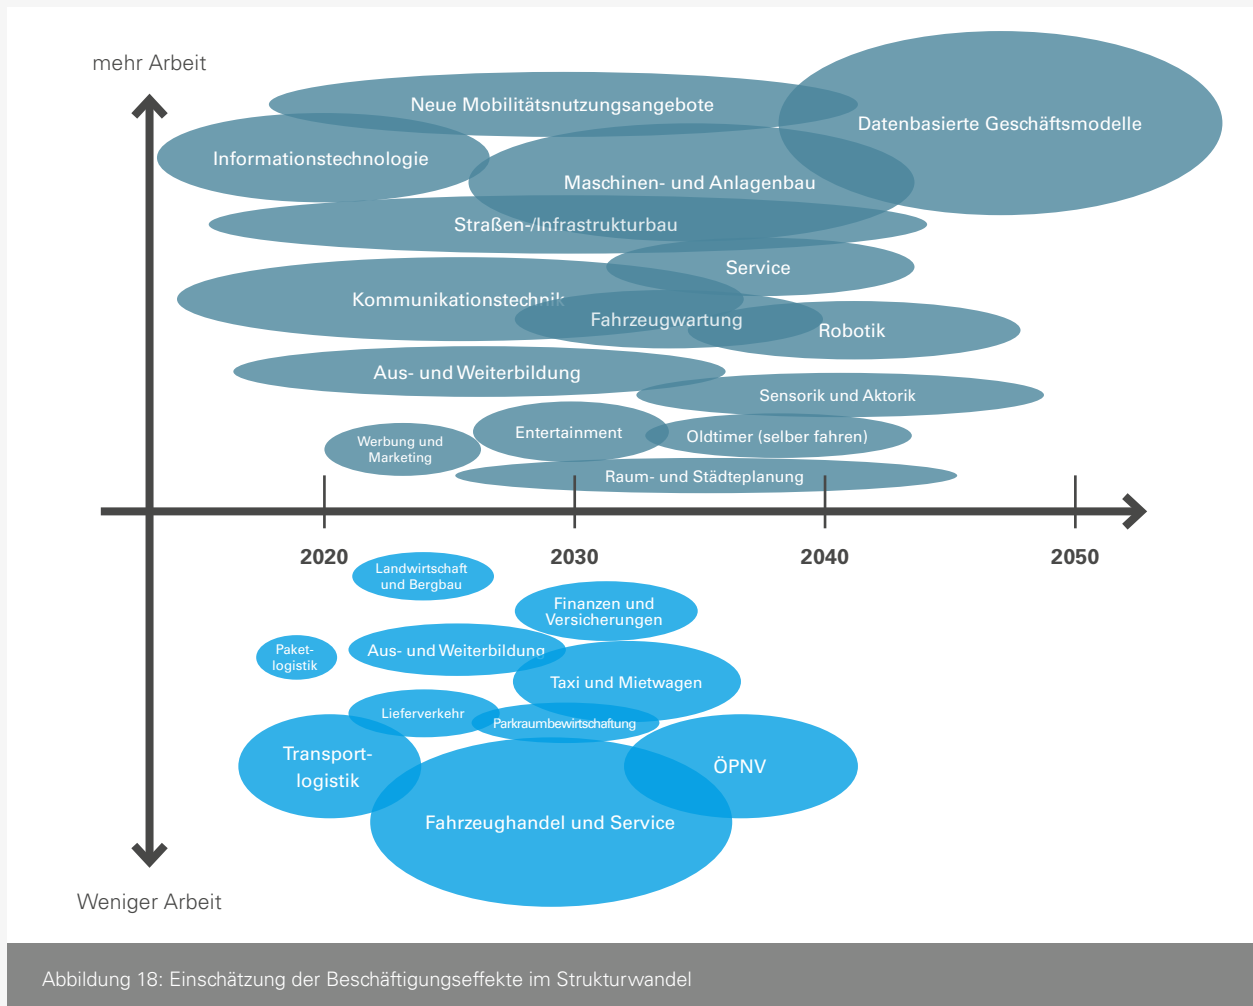 mehr Arbeit
Neue Mobilitätsnutzungsangebote
Datenbasierte Geschäftsmodelle
Informationstechnologie
Maschinen- und Anlagenbau
Straßen-/Infrastrukturbau
Service
Kommunikationstechnik
Fahrzeugwartung
Robotik
Aus- und Weiterbildung
Sensorik und Aktorik
Entertainment
Oldtimer (selber fahren)
Werbung und
Marketing
Raum- und Städteplanung
2020
2030
2040
2050
Landwirtschaft
und Bergbau
Finanzen und
Versicherungen
Paket-
logistik
Aus- und Weiterbildung
Taxi und Mietwagen
Lieferverkehr
Parkraumbewirtschaftung
Transport-
logistik
ÖPNV
Fahrzeughandel und Service
Weniger Arbeit
Abbildung 18: Einschätzung der Beschäftigungseffekte im Strukturwandel